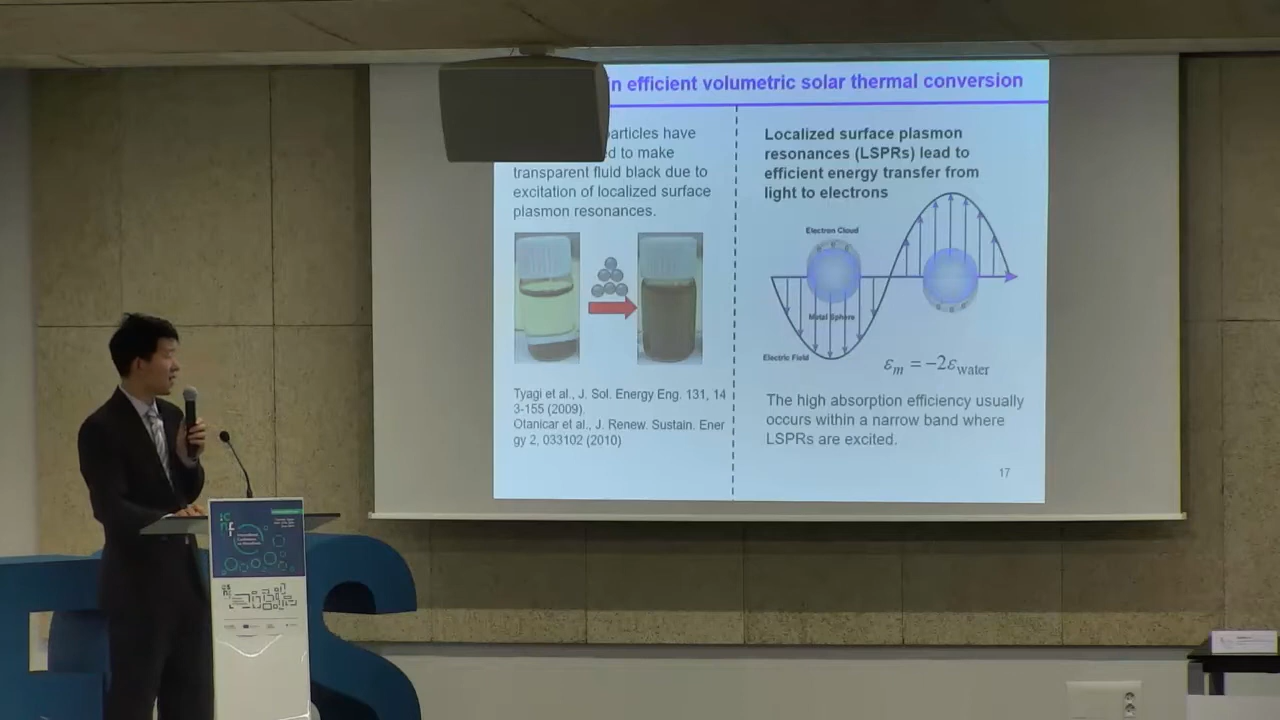 in efficient volumetric solar thermal conversion
articles have
ed to make
transparent fluid black due to
excitation of localized surface
plasmon resonances.
Tyagi et al., J. Sol. Energy Eng. 131, 14
3-155 (2009).
Otanicar et al., J. Renew. Sustain. Ener
gy 2, 033102 (2010)
Localized surface plasmon
resonances (LSPRs) lead to
efficient energy transfer from
light to electrons
Electron Cloud
Metal Sphere
Electric Field
εm = −2εwater
The high absorption efficiency usually
occurs within a narrow band where
LSPRs are excited.
17